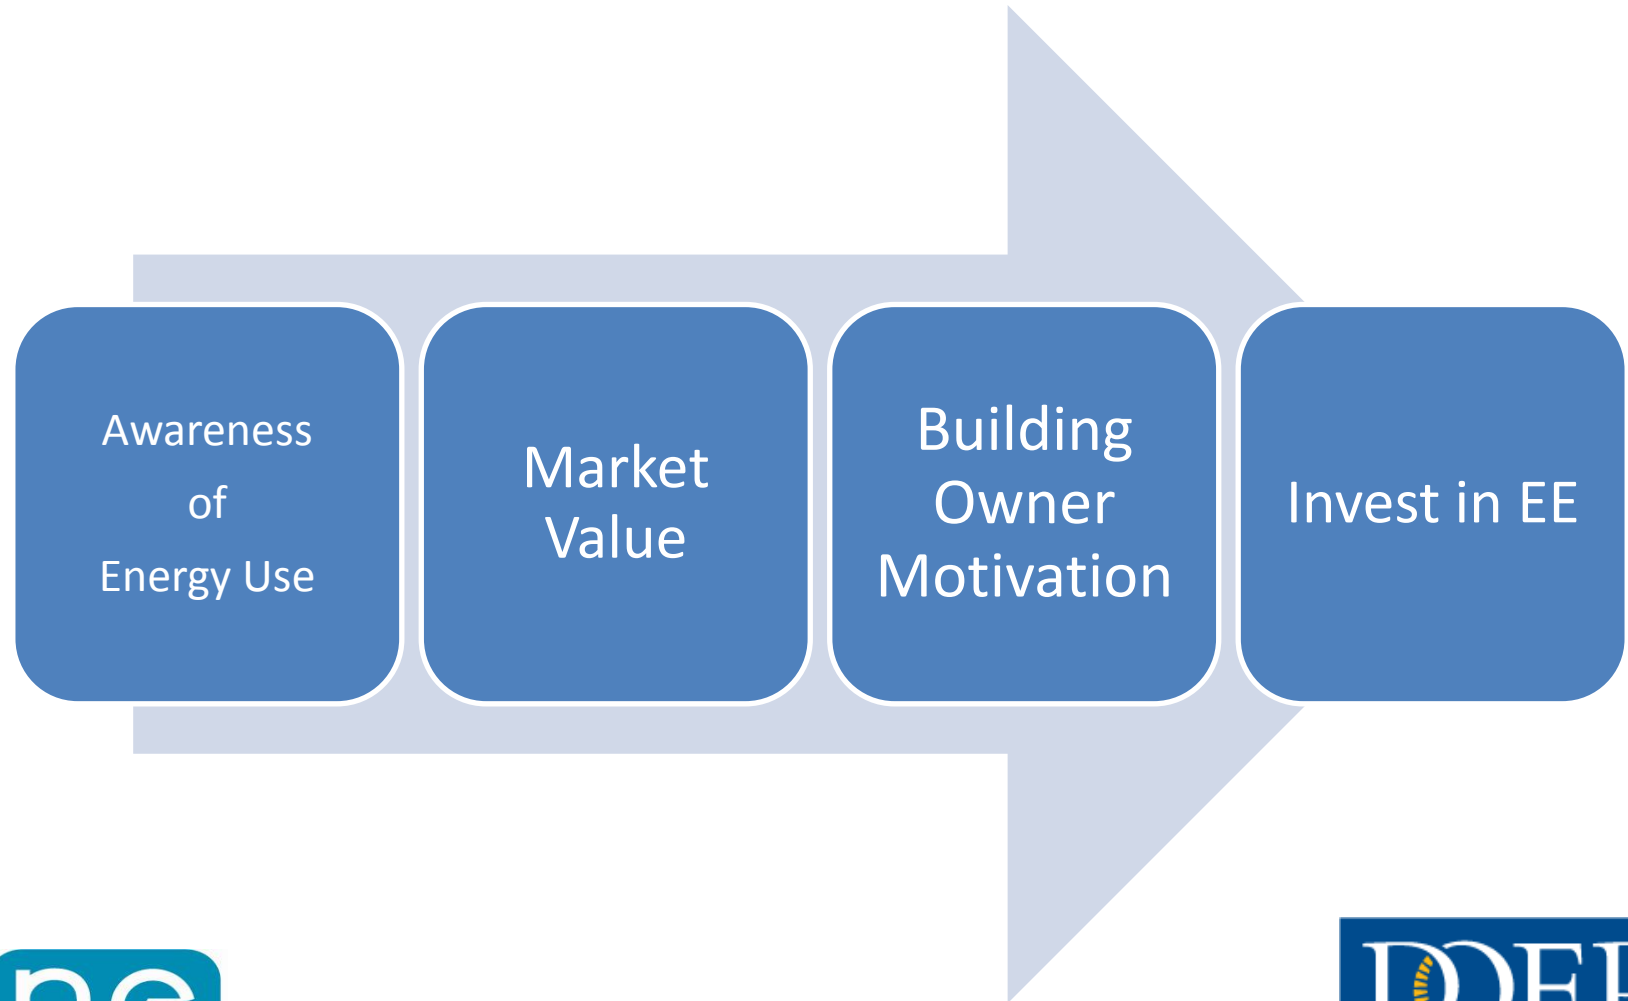 Awareness
of
Energy Use
Market
Value
Building
Owner
Motivation
Invest in EE